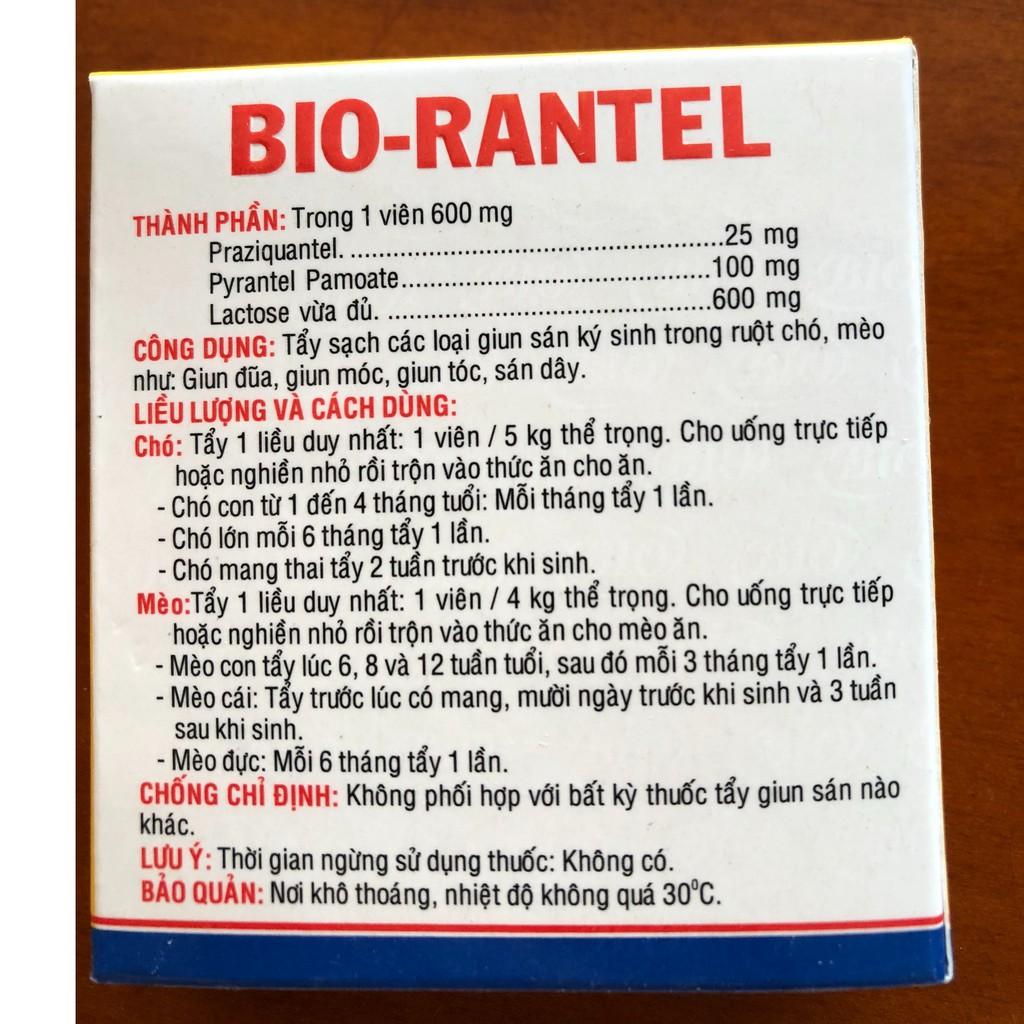 BIO-RANTEL
THÀNH PHẦN: Trong 1 viên 600 mg
Praziquantel. ..................................................25 mg
Pyrantel Pamoate..........................................100 mg
Lactose vừa đủ. ............................................600 mg
CÔNG DỤNG: Tẩy sạch các loại giun sán ký sinh trong ruột chó, mèo
như: Giun đũa, giun móc, giun tóc, sán dây.
LIỀU LƯỢNG VÀ CÁCH DÙNG:
Chó: Tẩy 1 liều duy nhất: 1 viên / 5 kg thể trọng. Cho uống trực tiếp
hoặc nghiền nhỏ rồi trộn vào thức ăn cho ăn.
- Chó con từ 1 đến 4 tháng tuổi: Mỗi tháng tẩy 1 lần.
- Chó lớn mỗi 6 tháng tẩy 1 lần.
- Chó mang thai tẩy 2 tuần trước khi sinh.
Mèo:Tẩy 1 liều duy nhất: 1 viên / 4 kg thể trọng. Cho uống trực tiếp
hoặc nghiền nhỏ rồi trộn vào thức ăn cho mèo ăn.
- Mèo con tẩy lúc 6, 8 và 12 tuần tuổi, sau đó mỗi 3 tháng tẩy 1 lần.
- Mèo cái: Tẩy trước lúc có mang, mười ngày trước khi sinh và 3 tuần
sau khi sinh.
- Mèo đực: Mỗi 6 tháng tẩy 1 lần.
CHỐNG CHỈ ĐỊNH: Không phối hợp với bất kỳ thuốc tẩy giun sán nào
khác.
LƯU Ý: Thời gian ngừng sử dụng thuốc: Không có.
BẢO QUẢN: Nơi khô thoáng, nhiệt độ không quá 30⁰C.